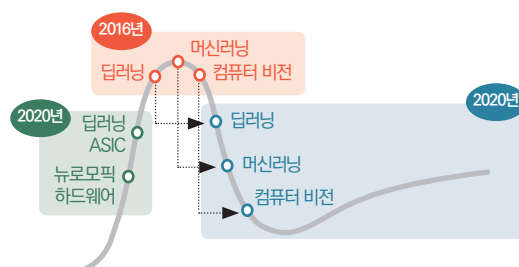 2016년
머신러닝
딥러닝
컴퓨터 비전
2020년
딥러닝
ASIC
뉴로모픽
하드웨어
2020년
딥러닝
머신러닝
컴퓨터 비전